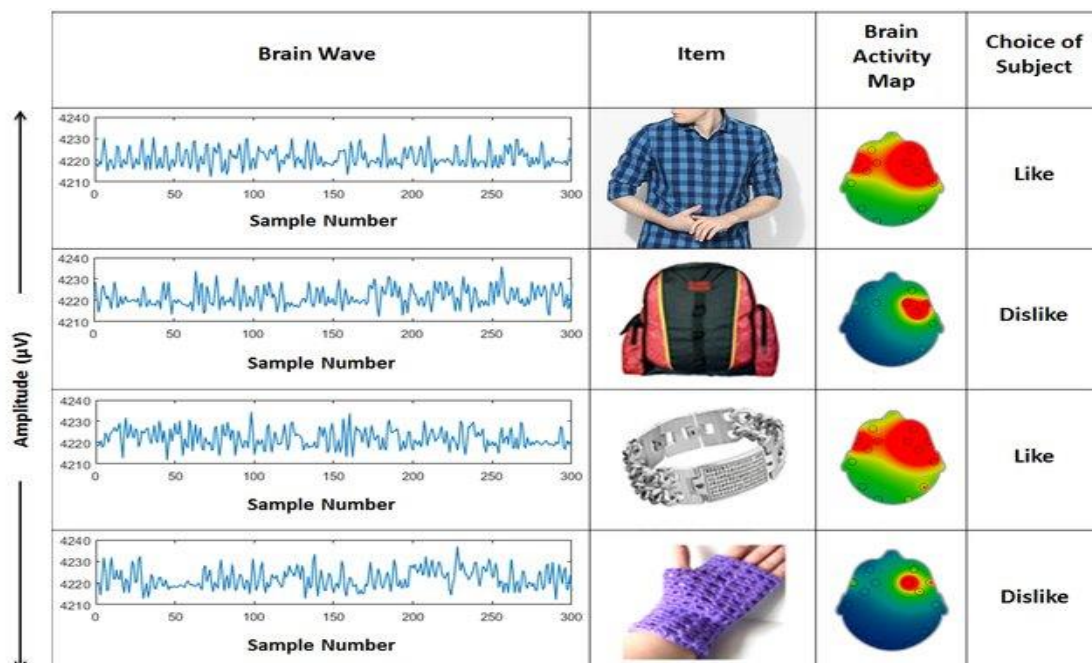 Brain Wave
Item
Brain
Activity
Map
Choice of
Subject
Amplitude (µV)
4240
4230
4220
4210
0 50 100 150 200 250 300
Sample Number
Like
4240
4230
4220
4210
0 50 100 150 200 250 300
Sample Number
Dislike
4240
4230
4220
4210
0 50 100 150 200 250 300
Sample Number
Like
4240
4230
4220
4210
0 50 100 150 200 250 300
Sample Number
Dislike